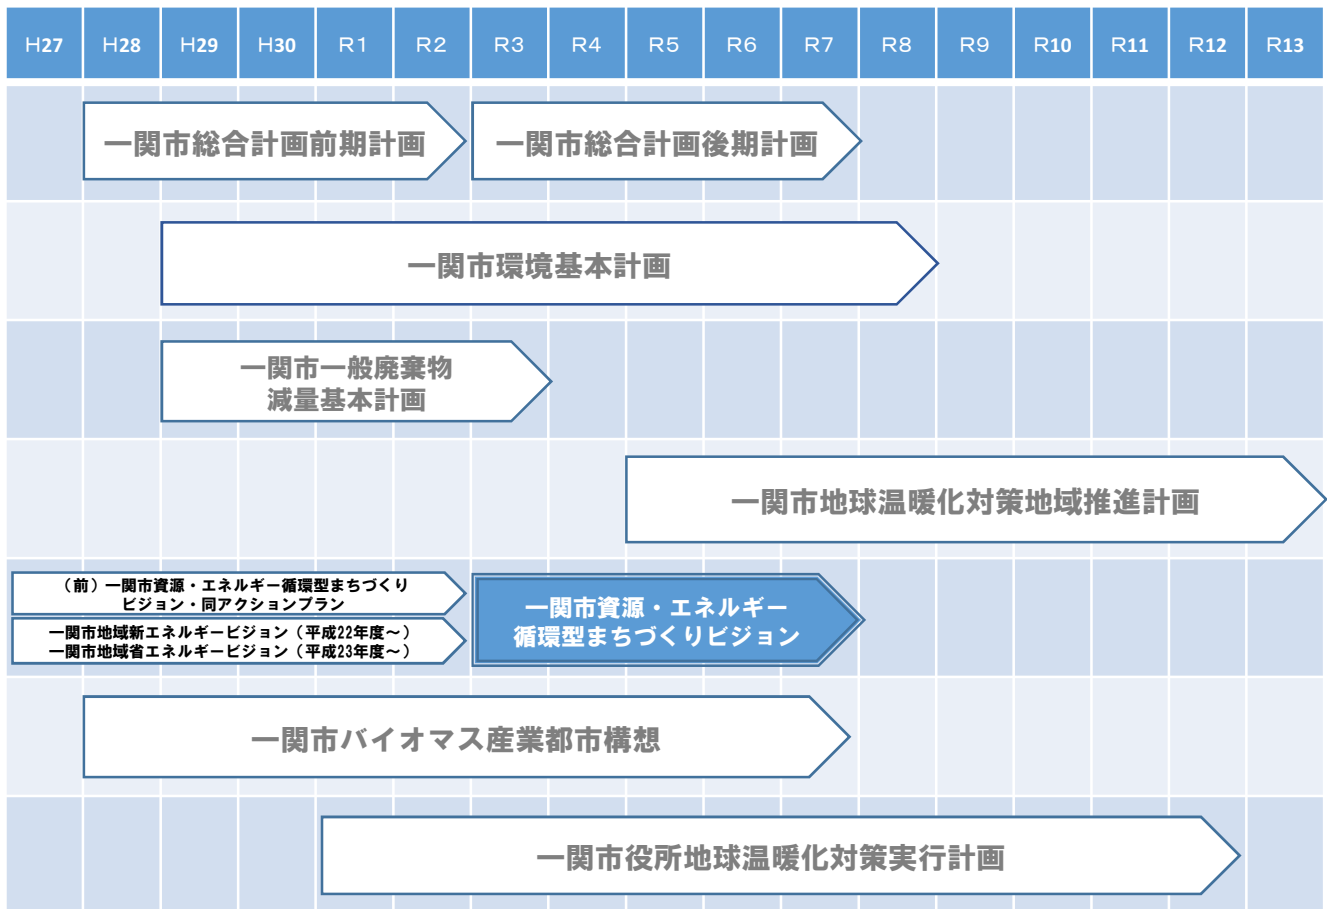 H27 H28 H29 H30 R1 R2 R3 R4 R5 R6 R7 R8 R9 R10 R11 R12 R13
一関市総合計画前期計画
一関市総合計画後期計画
一関市環境基本計画
一関市一般廃棄物
減量基本計画
一関市地球温暖化対策地域推進計画
（前）一関市資源・エネルギー循環型まちづくり
ビジョン・同アクションプラン
一関市地域新エネルギービジョン（平成22年度～）
一関市地域省エネルギービジョン（平成23年度～）
一関市資源・エネルギー
循環型まちづくりビジョン
一関市バイオマス産業都市構想
一関市役所地球温暖化対策実行計画